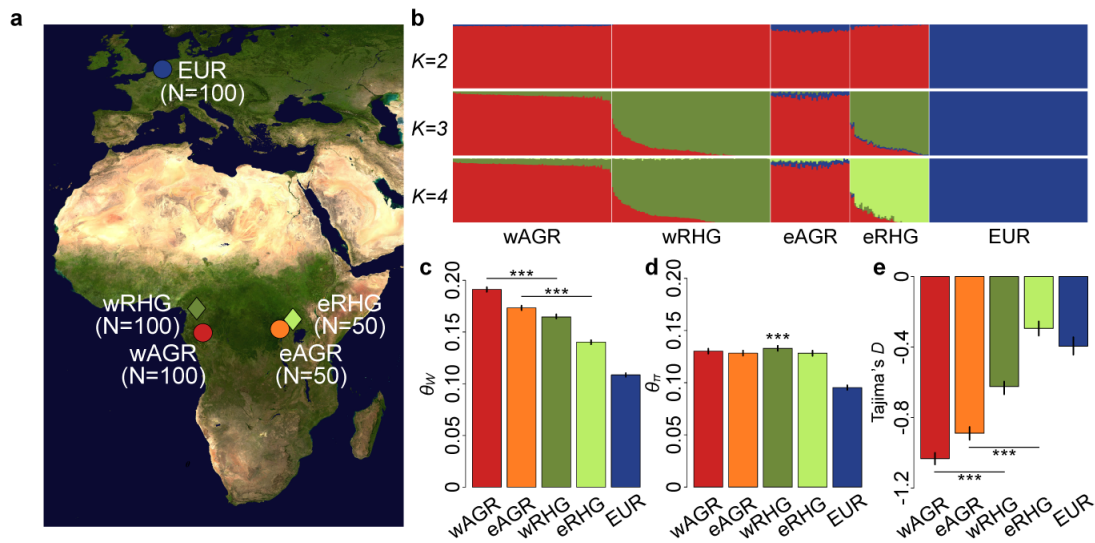 a
EUR
(N=100)
wRHG
(N=100)
eRHG
(N=50)
wAGR
(N=100)
eAGR
(N=50)
b
K=2
K=3
K=4
wAGR wRHG eAGR eRHG EUR
c
***
***
0.20
0.15
0.10
0.05
0
θW
wAGR eAGR wRHG eRHG EUR
d
***
0.20
0.15
0.10
0.05
0
θπ
wAGR eAGR wRHG eRHG EUR
e
0
-0.4
-0.8
-1.2
Tajima's D
***
***
wAGR eAGR wRHG eRHG EUR